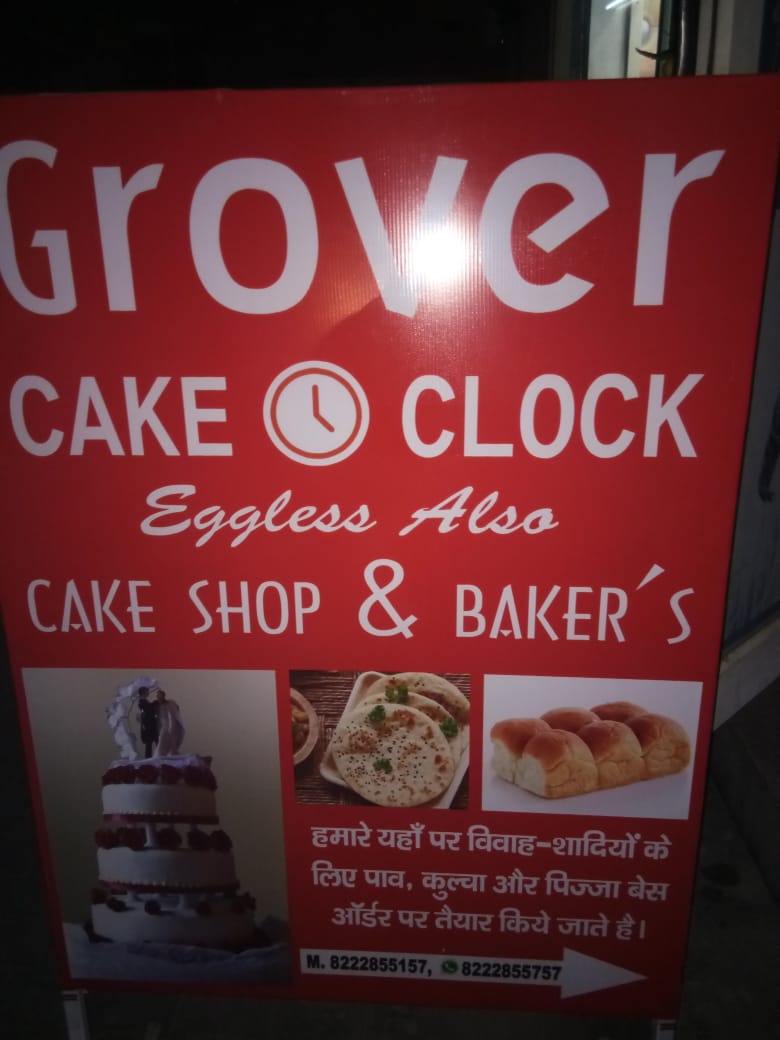 Grover
CAKE CLOCK
Eggless Also
CAKE SHOP & BAKER'S
हमारे यहाँ पर विवाह-शादियों के
लिए पाव, कुल्चा और पिज्जा बेस
ऑर्डर पर तैयार किये जाते है।
M. 8222855157, 8222855757